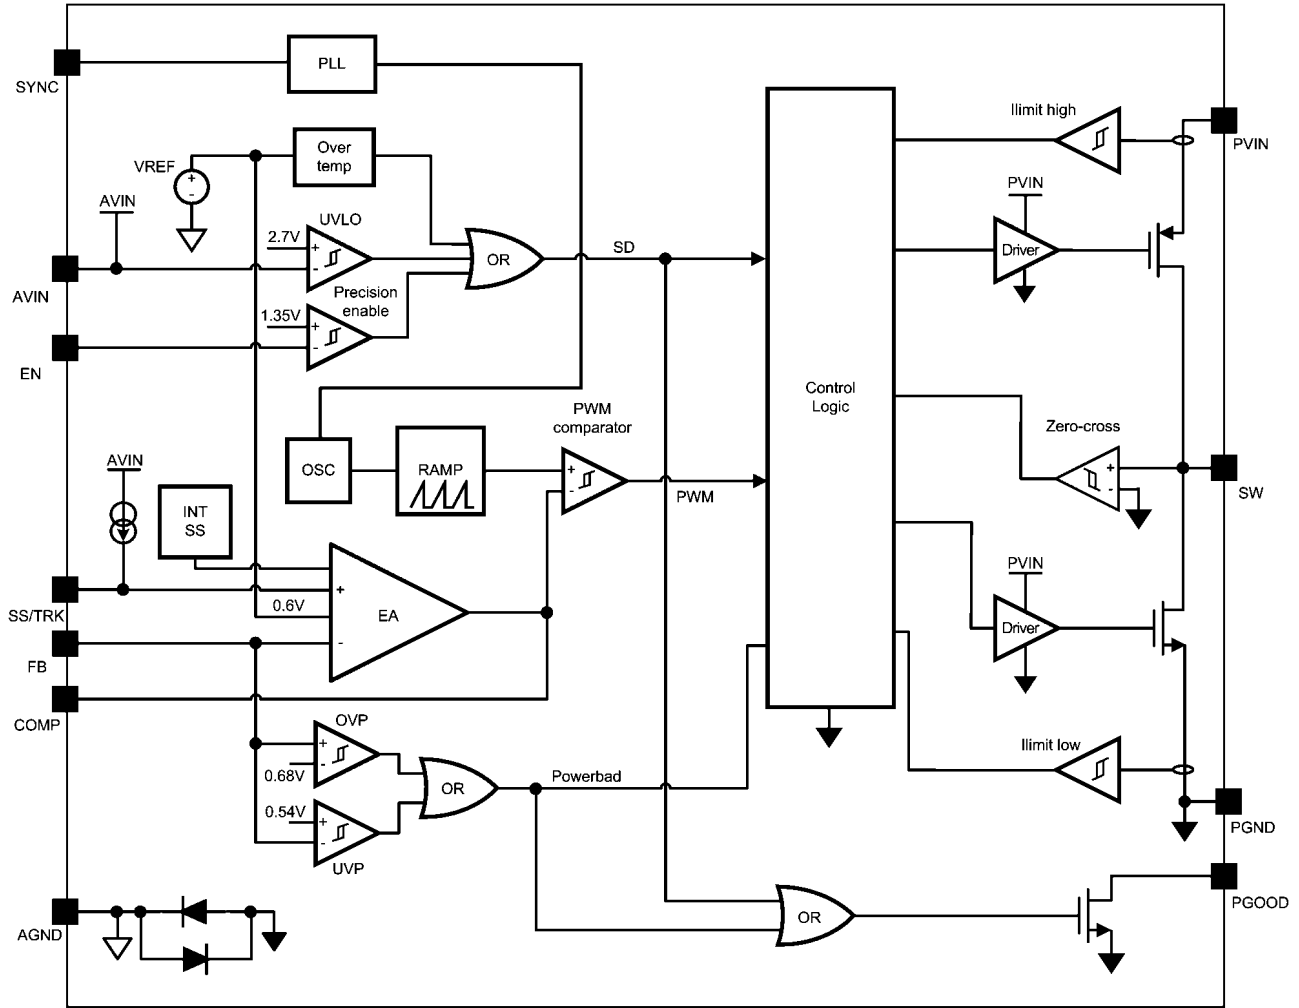 SYNC
PLL
Ilimit high
PVIN
VREF
+
-
Over
temp
PVIN
AVIN
UVLO
2.7V
+
-
OR
SD
Driver
AVIN
Precision
enable
1.35V
+
-
EN
Control
Logic
PWM
comparator
Zero-cross
AVIN
OSC
RAMP
+
-
PWM
+
-
SW
INT
SS
PVIN
SS/TRK
0.6V
+
EA
-
Driver
FB
COMP
OVP
+
-
0.68V
Ilimit low
OR
Powerbad
0.54V
+
-
UVP
PGND
PGOOD
AGND
OR